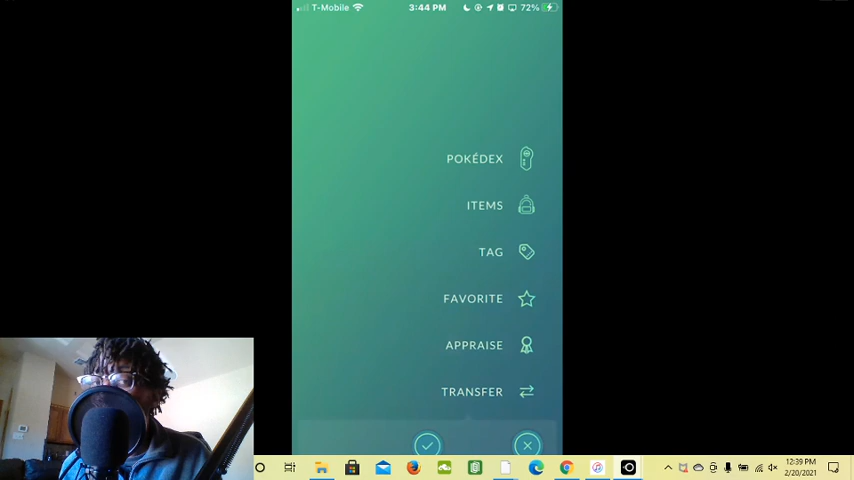 T-Mobile
3:44 PM
72%
POKÉDEX
ITEMS
TAG
FAVORITE
APPRAISE
TRANSFER
12:39 PM
2/20/2021